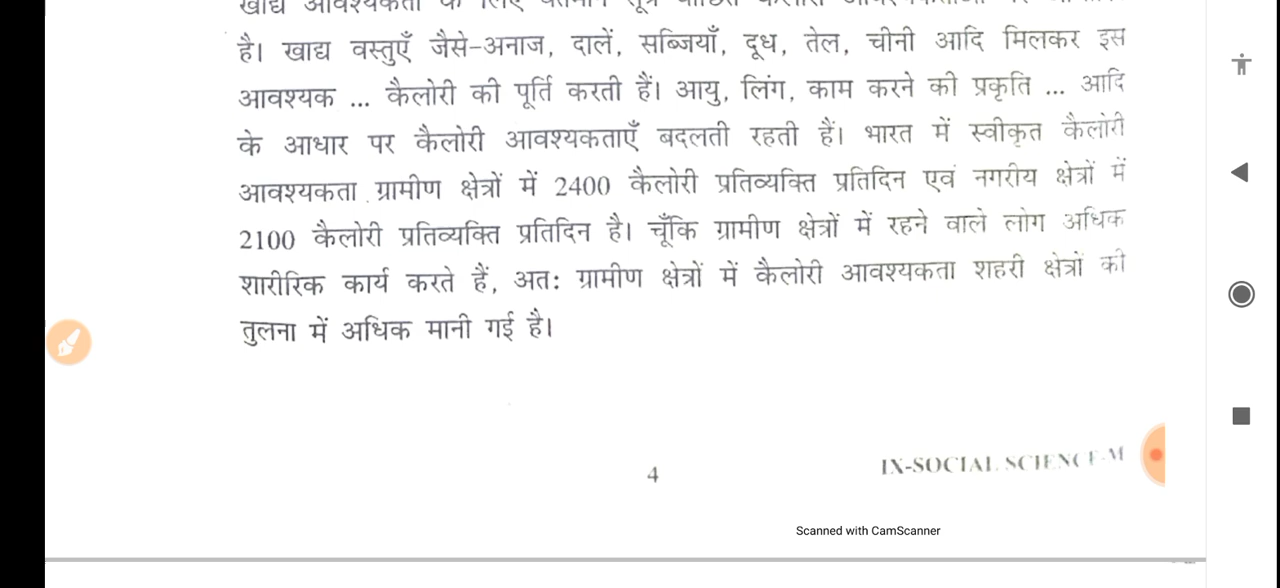 है। खाद्य वस्तुएँ जैसे-अनाज, दालें, सब्जियाँ, दूध, तेल, चीनी आदि मिलकर इस
आवश्यक ... कैलोरी की पूर्ति करती हैं। आयु, लिंग, काम करने की प्रकृति ... आदि
के आधार पर कैलोरी आवश्यकताएँ बदलती रहती हैं। भारत में स्वीकृत कैलोरी
आवश्यकता ग्रामीण क्षेत्रों में 2400 कैलोरी प्रतिव्यक्ति प्रतिदिन एवं नगरीय क्षेत्रों में
2100 कैलोरी प्रतिव्यक्ति प्रतिदिन है। चूँकि ग्रामीण क्षेत्रों में रहने वाले लोग अधिक
शारीरिक कार्य करते हैं, अत: ग्रामीण क्षेत्रों में कैलोरी आवश्यकता शहरी क्षेत्रों की
तुलना में अधिक मानी गई है।
4
IX-SOCIAL SCIENCE-M
Scanned with CamScanner